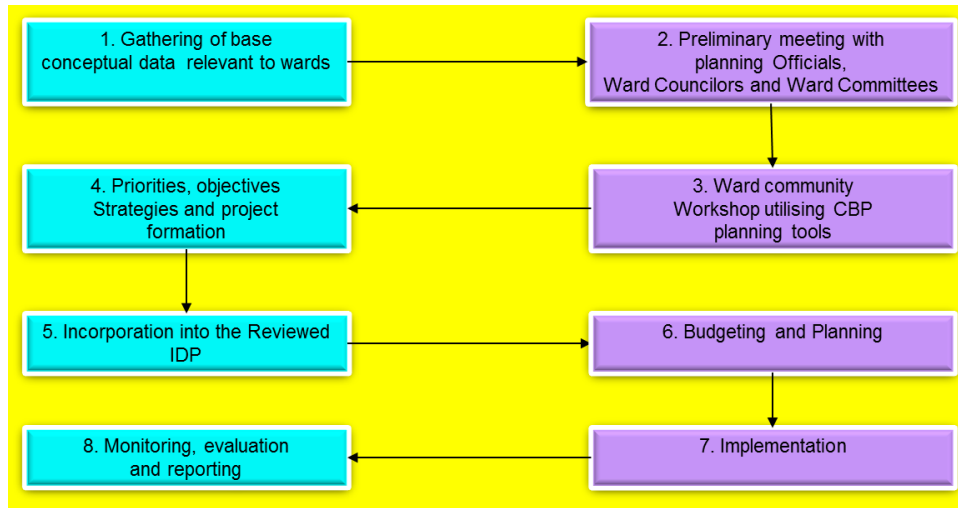 1. Gathering of base
conceptual data relevant to wards
2. Preliminary meeting with
planning Officials,
Ward Councilors and Ward Committees
3. Ward community
Workshop utilising CBP
planning tools
4. Priorities, objectives
Strategies and project
formation
5. Incorporation into the Reviewed
IDP
6. Budgeting and Planning
7. Implementation
8. Monitoring, evaluation
and reporting